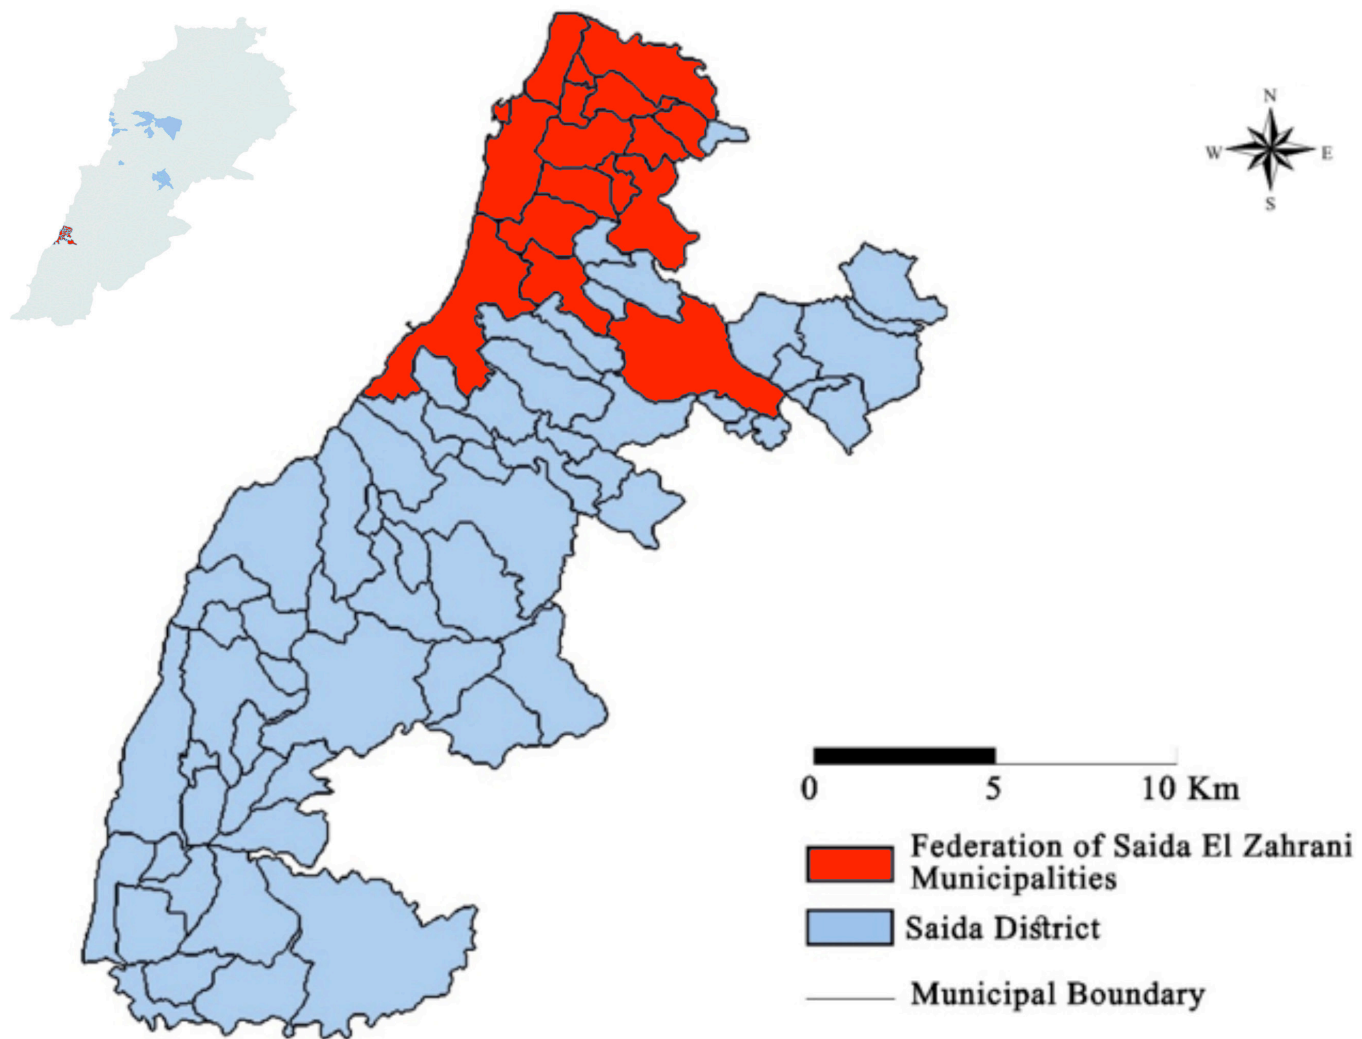 N
W E
S
0 5 10 Km
Federation of Saida El Zahrani
Municipalities
Saida District
Municipal Boundary